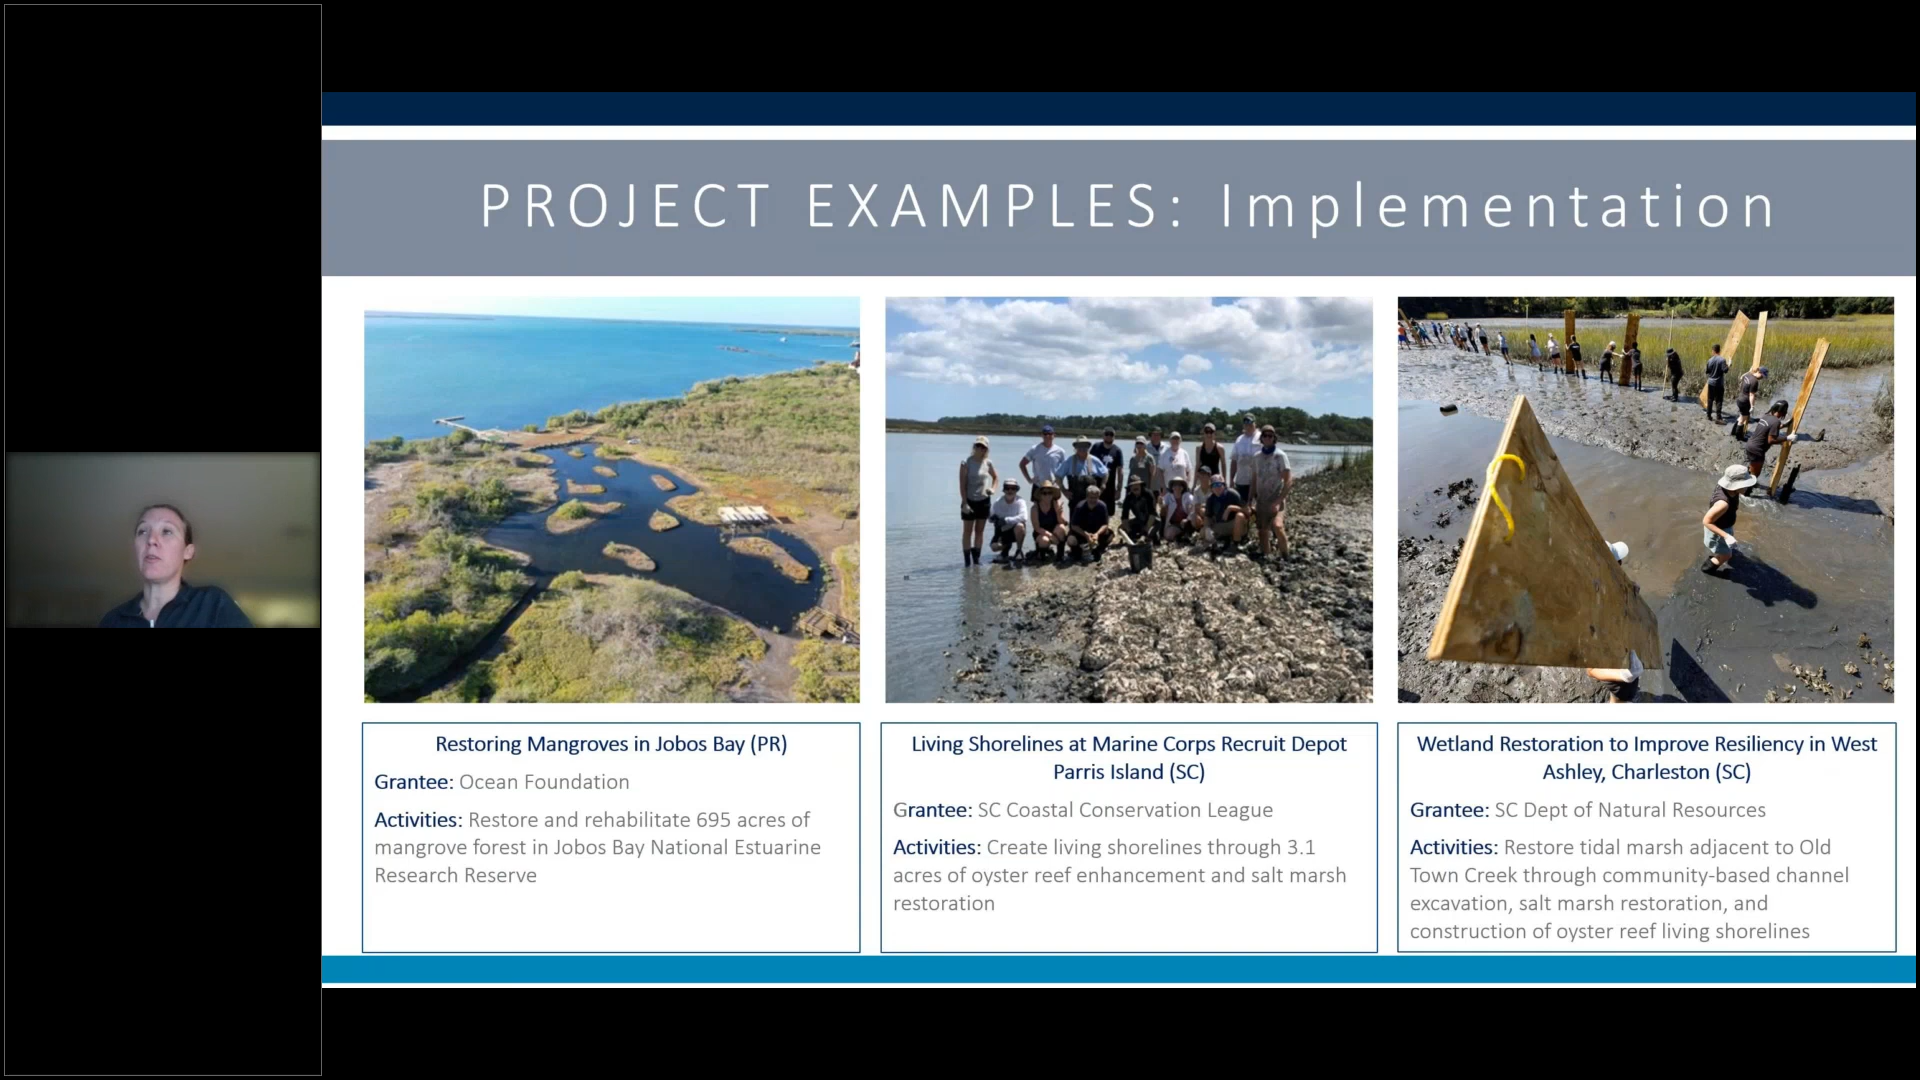 PROJECT EXAMPLES: Implementation
Restoring Mangroves in Jobos Bay (PR)
Grantee: Ocean Foundation
Activities: Restore and rehabilitate 695 acres of
mangrove forest in Jobos Bay National Estuarine
Research Reserve
Living Shorelines at Marine Corps Recruit Depot
Parris Island (SC)
Grantee: SC Coastal Conservation League
Activities: Create living shorelines through 3.1
acres of oyster reef enhancement and salt marsh
restoration
Wetland Restoration to Improve Resiliency in West
Ashley, Charleston (SC)
Grantee: SC Dept of Natural Resources
Activities: Restore tidal marsh adjacent to Old
Town Creek through community-based channel
excavation, salt marsh restoration, and
construction of oyster reef living shorelines